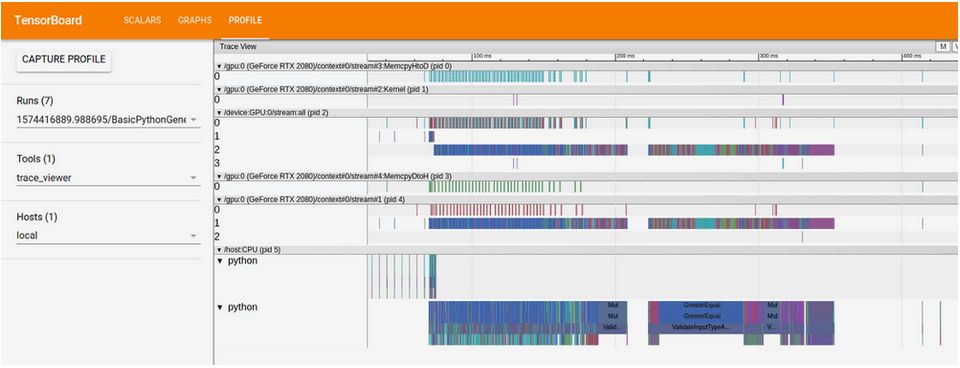 TensorBoard SCALARS GRAPHS PROFILE
CAPTURE PROFILE
Runs (7)
1574416889.988695/BasicPythonGene
Tools (1)
trace_viewer
Hosts (1)
local
Trace View M
100 ms 200 ms 300 ms 400 ms
/gpu:0 (GeForce RTX 2080)/context#0/stream#3:MemcpyHtoD (pid 0)
0
/gpu:0 (GeForce RTX 2080)/context#0/stream#2:Kernel (pid 1)
0
/device:GPU:0/stream:all (pid 2)
0
1
2
3
/gpu:0 (GeForce RTX 2080)/context#0/stream#4:MemcpyDtoH (pid 3)
0
/gpu:0 (GeForce RTX 2080)/context#0/stream#1 (pid 4)
0
1
2
/host:CPU (pid 5)
python
python
Mul GreaterEqual Mul
Mul GreaterEqual Mul
Valid... ValidateInputTypeA... V...